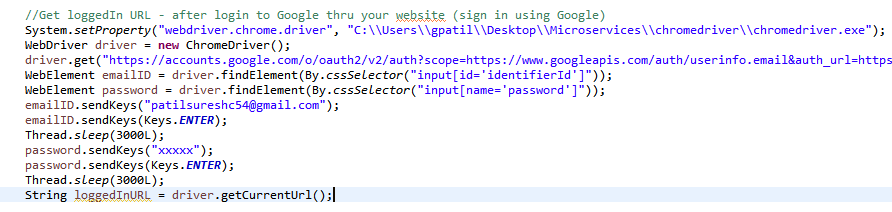 //Get loggedIn URL - after login to Google thru your website (sign in using Google)
System.setProperty("webdriver.chrome.driver", "C:\\Users\\gpatil\\Desktop\\Microservices\\chromedriver\\chromedriver.exe");
WebDriver driver = new ChromeDriver();
driver.get("https://accounts.google.com/o/oauth2/v2/auth?scope=https://www.googleapis.com/auth/userinfo.email&auth_url=https
WebElement emailID = driver.findElement(By.cssSelector("input[id='identifierId']"));
WebElement password = driver.findElement(By.cssSelector("input[name='password']"));
emailID.sendKeys("patilsureshc54@gmail.com");
emailID.sendKeys(Keys.ENTER);
Thread.sleep(3000L);
password.sendKeys("xxxxx");
password.sendKeys(Keys.ENTER);
Thread.sleep(3000L);
String loggedInURL = driver.getCurrentUrl();